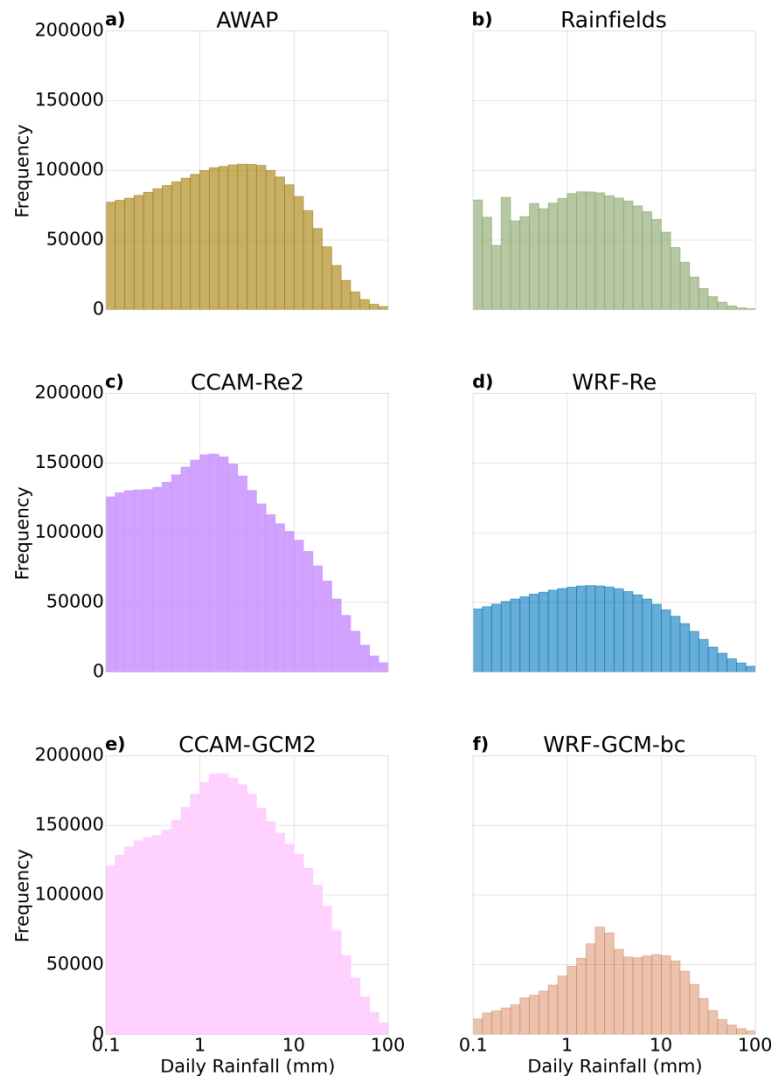 a) AWAP
b) Rainfields
200000
150000
100000
50000
0
Frequency
c) CCAM-Re2
d) WRF-Re
200000
150000
100000
50000
0
Frequency
e) CCAM-GCM2
f) WRF-GCM-bc
200000
150000
100000
50000
0
Frequency
0.1 1 10 100
Daily Rainfall (mm)
0.1 1 10 100
Daily Rainfall (mm)